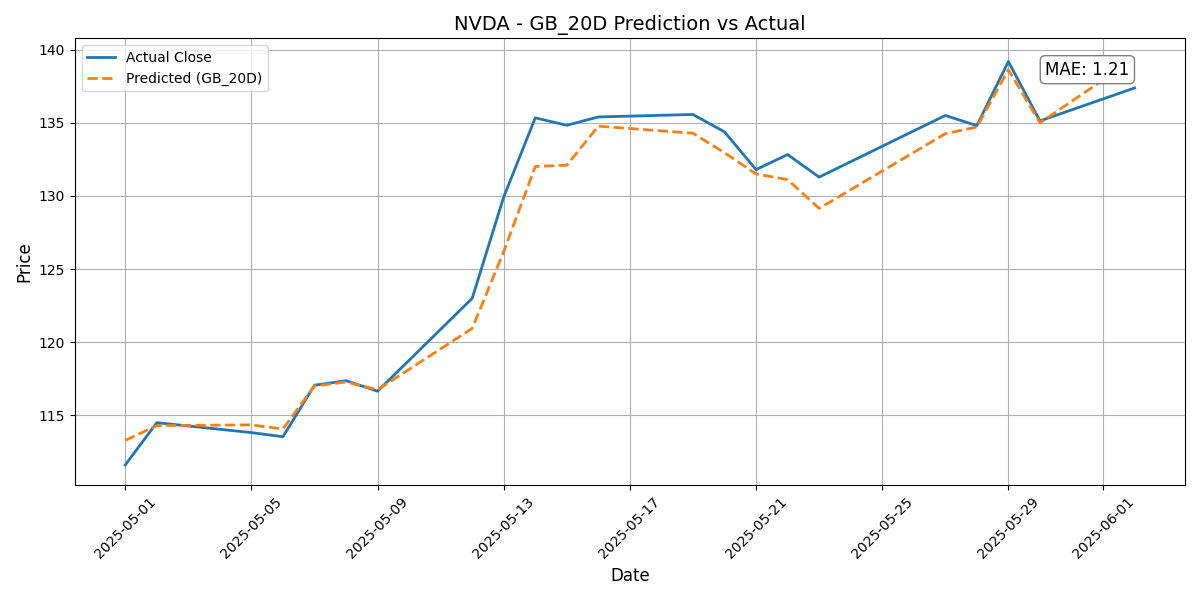 NVDA - GB_20D Prediction vs Actual
Actual Close
Predicted (GB_20D)
MAE: 1.21
Price
140
135
130
125
120
115
2025-05-01
2025-05-05
2025-05-09
2025-05-13
2025-05-17
2025-05-21
2025-05-25
2025-05-29
2025-06-01
Date